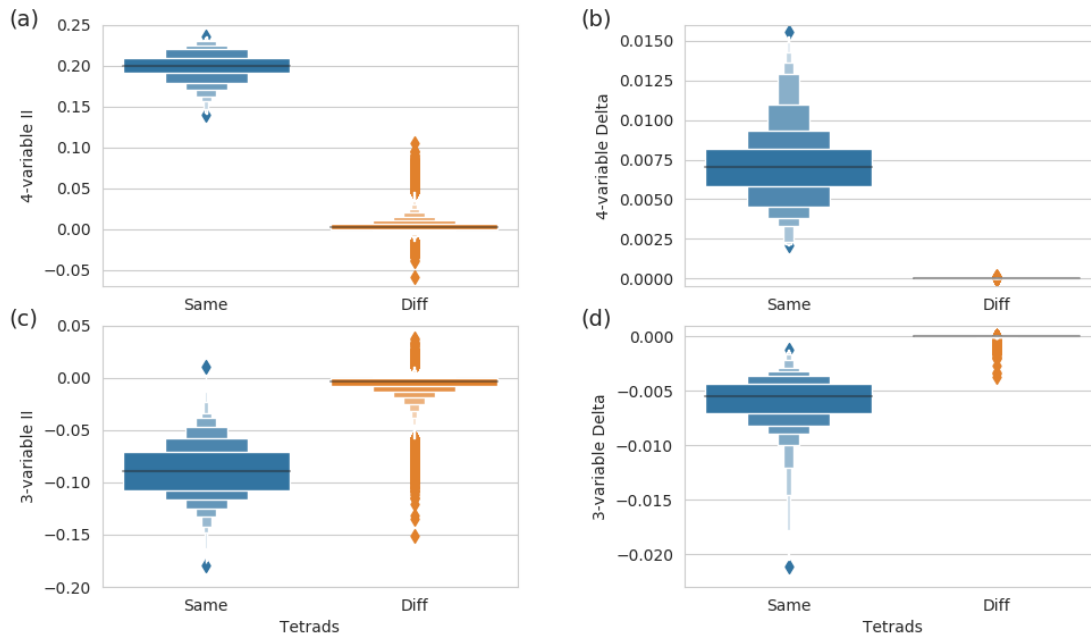 (a)
0.25
0.20
0.15
0.10
0.05
0.00
−0.05
4-variable II
Same
Diff
(b)
0.0150
0.0125
0.0100
0.0075
0.0050
0.0025
0.0000
4-variable Delta
Same
Diff
(c)
0.05
0.00
−0.05
−0.10
−0.15
−0.20
3-variable II
Same
Diff
Tetrads
(d)
0.000
−0.005
−0.010
−0.015
−0.020
3-variable Delta
Same
Diff
Tetrads